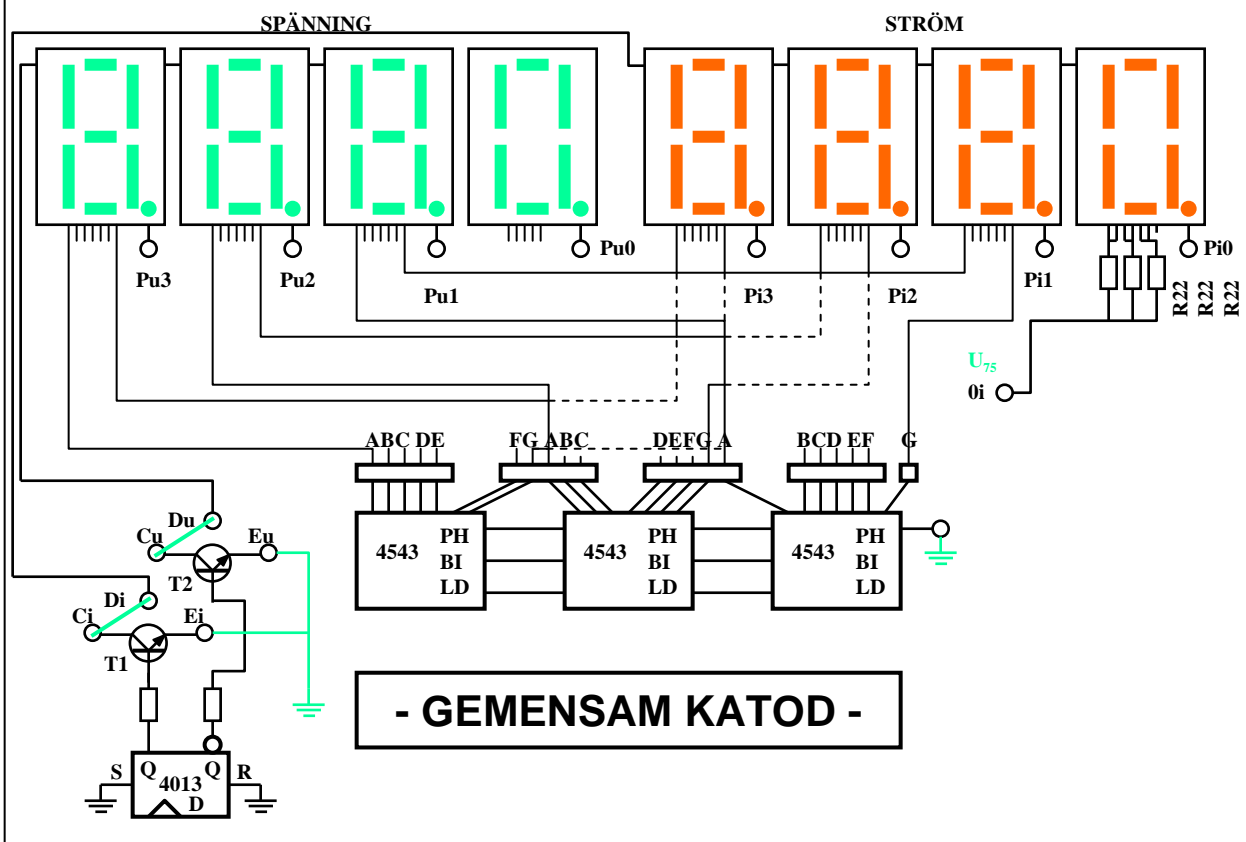 SPÄNNING STRÖM
Pu3 Pu2 Pu1 Pu0 Pi3 Pi2 Pi1 Pi0
R22 R22 R22
U75
0i
ABC DE FG ABC DEFG A BCD EF G
4543 PH BI LD
4543 PH BI LD
4543 PH BI LD
Du
Cu Eu
T2
Di
Ci Ei
T1
- GEMENSAM KATOD -
S Q Q R
4013
D